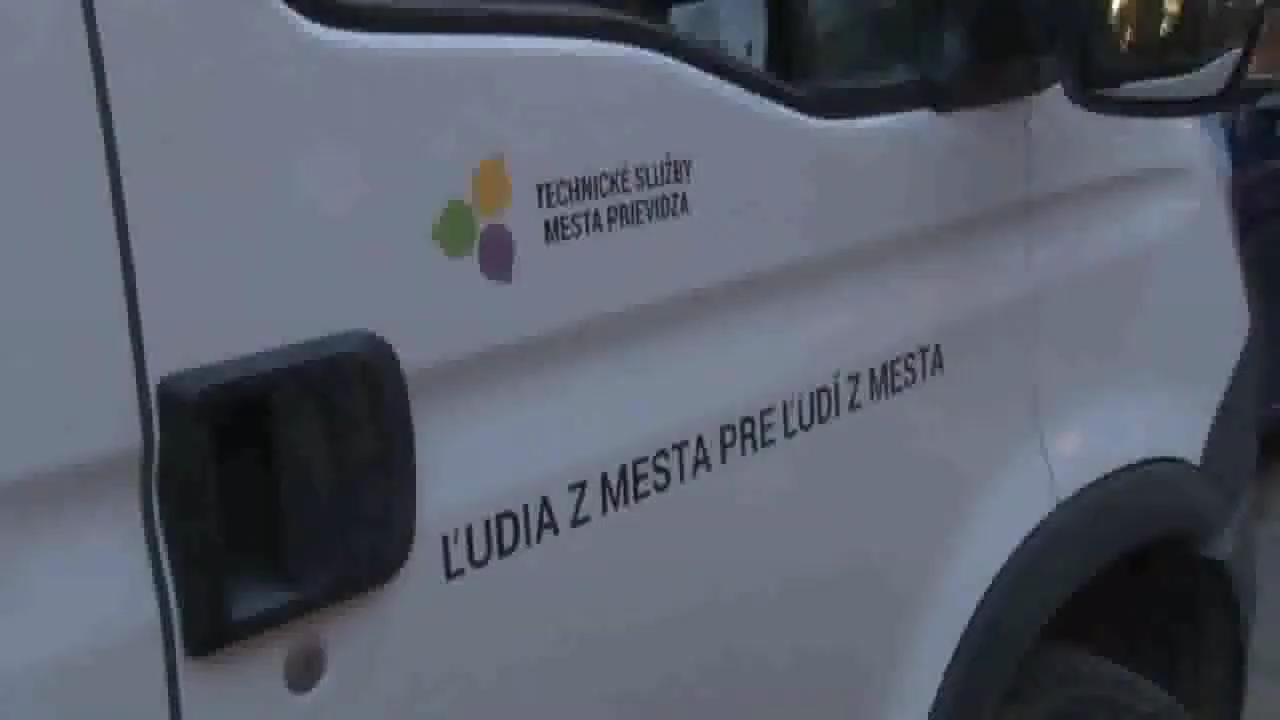 TECHNICKÉ SLUŽBY
MESTA PRIEVIDZA
ĽUDIA Z MESTA PRE ĽUDÍ Z MESTA